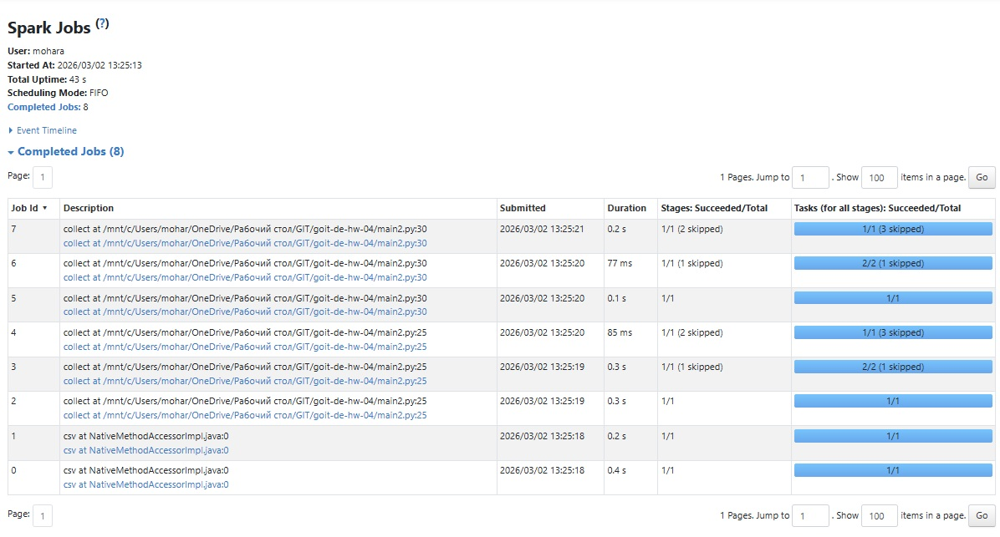 Spark Jobs (?)
User: mohara
Started At: 2026/03/02 13:25:13
Total Uptime: 43 s
Scheduling Mode: FIFO
Completed Jobs: 8
Event Timeline
Completed Jobs (8)
Page: 1 1 Pages. Jump to 1 . Show 100 items in a page. Go
Job Id ▾ Description Submitted Duration Stages: Succeeded/Total Tasks (for all stages): Succeeded/Total
7 collect at /mnt/c/Users/mohar/OneDrive/Рабочий стол/GIT/goit-de-hw-04/main2.py:30 2026/03/02 13:25:21 0.2 s 1/1 (2 skipped) 1/1 (3 skipped)
collect at /mnt/c/Users/mohar/OneDrive/Рабочий стол/GIT/goit-de-hw-04/main2.py:30
6 collect at /mnt/c/Users/mohar/OneDrive/Рабочий стол/GIT/goit-de-hw-04/main2.py:30 2026/03/02 13:25:20 77 ms 1/1 (1 skipped) 2/2 (1 skipped)
collect at /mnt/c/Users/mohar/OneDrive/Рабочий стол/GIT/goit-de-hw-04/main2.py:30
5 collect at /mnt/c/Users/mohar/OneDrive/Рабочий стол/GIT/goit-de-hw-04/main2.py:30 2026/03/02 13:25:20 0.1 s 1/1 1/1
collect at /mnt/c/Users/mohar/OneDrive/Рабочий стол/GIT/goit-de-hw-04/main2.py:30
4 collect at /mnt/c/Users/mohar/OneDrive/Рабочий стол/GIT/goit-de-hw-04/main2.py:25 2026/03/02 13:25:20 85 ms 1/1 (2 skipped) 1/1 (3 skipped)
collect at /mnt/c/Users/mohar/OneDrive/Рабочий стол/GIT/goit-de-hw-04/main2.py:25
3 collect at /mnt/c/Users/mohar/OneDrive/Рабочий стол/GIT/goit-de-hw-04/main2.py:25 2026/03/02 13:25:19 0.3 s 1/1 (1 skipped) 2/2 (1 skipped)
collect at /mnt/c/Users/mohar/OneDrive/Рабочий стол/GIT/goit-de-hw-04/main2.py:25
2 collect at /mnt/c/Users/mohar/OneDrive/Рабочий стол/GIT/goit-de-hw-04/main2.py:25 2026/03/02 13:25:19 0.3 s 1/1 1/1
collect at /mnt/c/Users/mohar/OneDrive/Рабочий стол/GIT/goit-de-hw-04/main2.py:25
1 csv at NativeMethodAccessorImpl.java:0 2026/03/02 13:25:18 0.2 s 1/1 1/1
csv at NativeMethodAccessorImpl.java:0
0 csv at NativeMethodAccessorImpl.java:0 2026/03/02 13:25:18 0.4 s 1/1 1/1
csv at NativeMethodAccessorImpl.java:0
Page: 1 1 Pages. Jump to 1 . Show 100 items in a page. Go